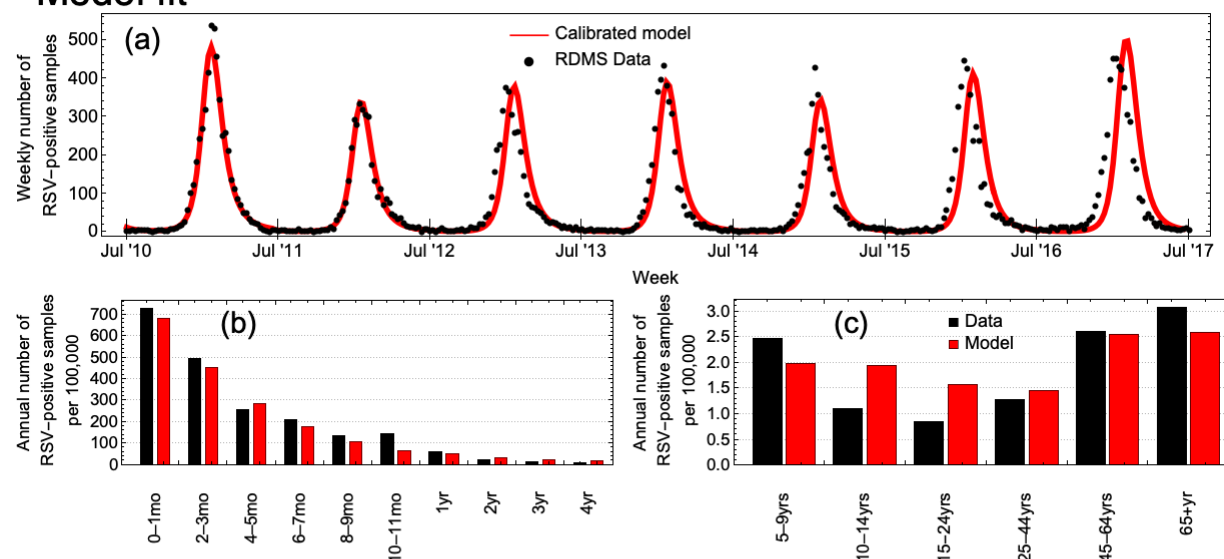 Model fit
(a)
Calibrated model
RDMS Data
Weekly number of
RSV–positive samples
500
400
300
200
100
0
Jul '10
Jul '11
Jul '12
Jul '13
Jul '14
Jul '15
Jul '16
Jul '17
Week
(b)
Annual number of
RSV–positive samples
per 100,000
700
600
500
400
300
200
100
0
0–1mo
2–3mo
4–5mo
6–7mo
8–9mo
10–11mo
1yr
2yr
3yr
4yr
(c)
Data
Model
Annual number of
RSV–positive samples
per 100,000
3.0
2.5
2.0
1.5
1.0
0.5
0.0
5–9yrs
10–14yrs
15–24yrs
25–44yrs
45–64yrs
65+yr